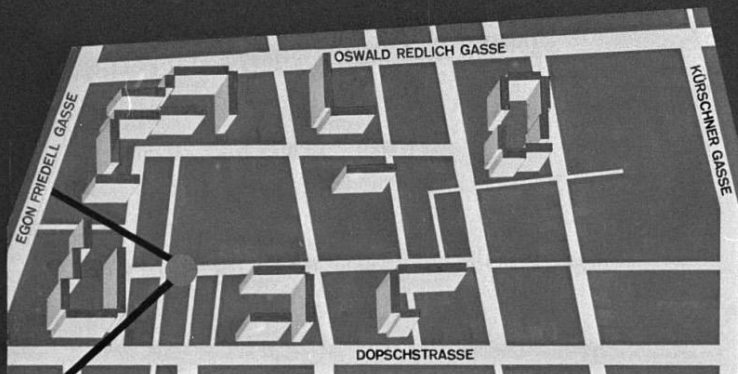 OSWALD REDLICH GASSE
KÜRSCHNER GASSE
EGON FRIEDELL GASSE
DOPSCHSTRASSE